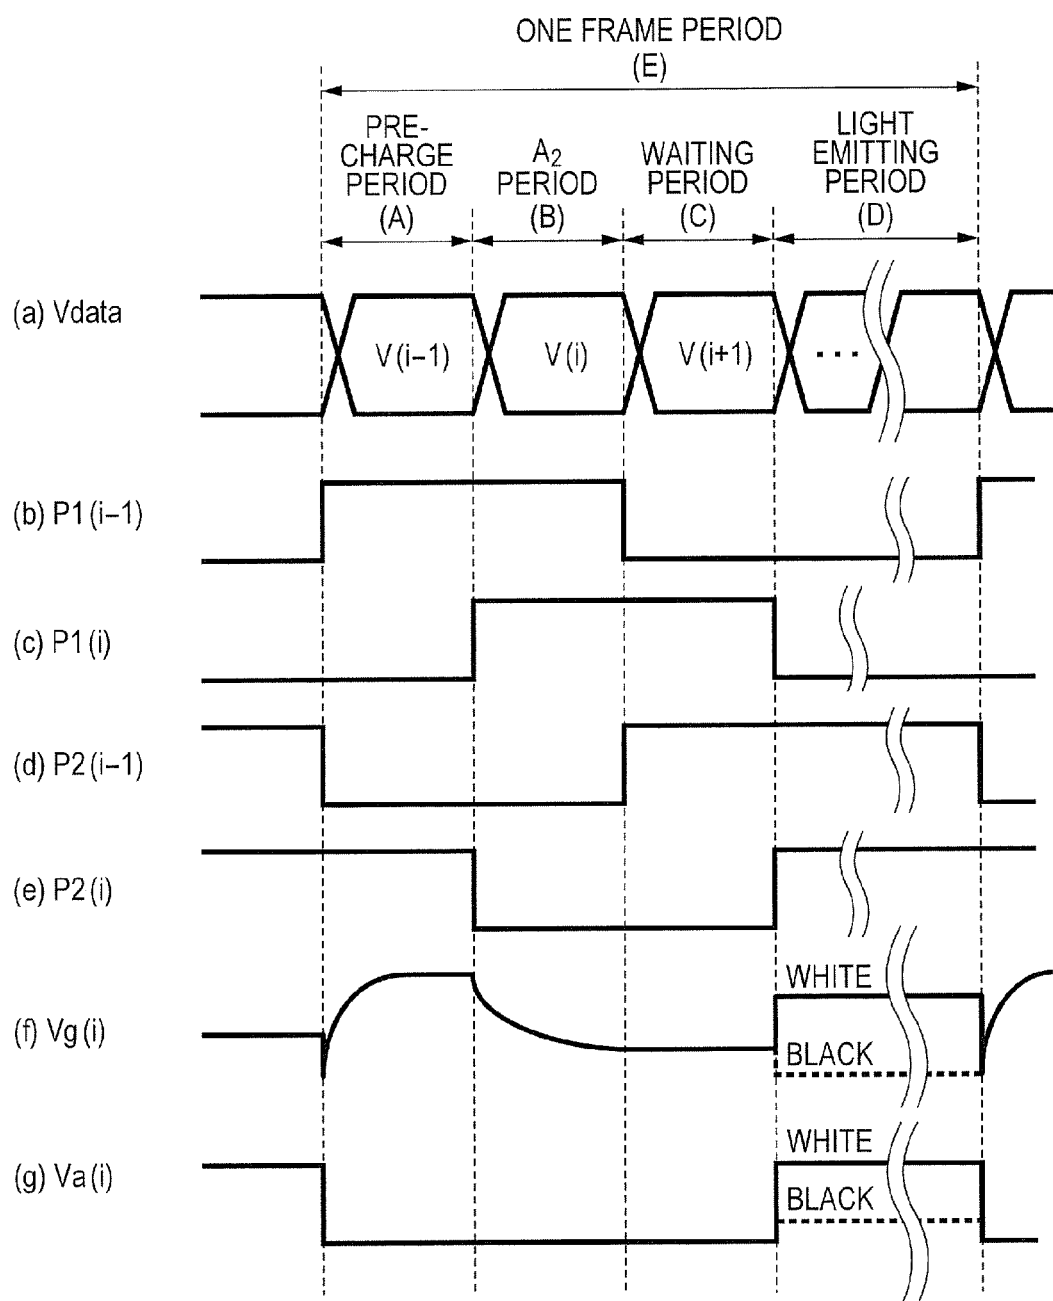 ONE FRAME PERIOD
(E)
PRE-
CHARGE
PERIOD
(A)
A2
PERIOD
(B)
WAITING
PERIOD
(C)
LIGHT
EMITTING
PERIOD
(D)
(a) Vdata
V(i−1)
V(i)
V(i+1)
...
(b) P1(i−1)
(c) P1(i)
(d) P2(i−1)
(e) P2(i)
(f) Vg(i)
WHITE
BLACK
(g) Va(i)
WHITE
BLACK